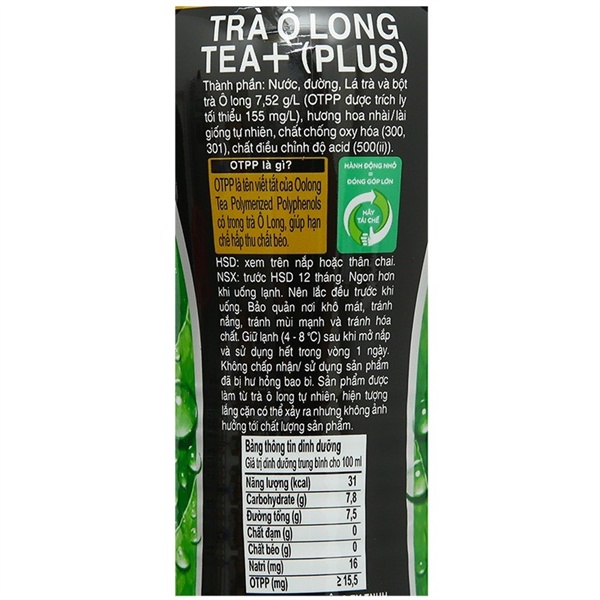 TRÀ Ô LONG
TEA+ (PLUS)
Thành phần: Nước, đường, Lá trà và bột
trà Ô long 7,52 g/L (OTPP được trích ly
tối thiểu 155 mg/L), hương hoa nhài/lài
giống tự nhiên, chất chống oxy hóa (300,
301), chất điều chỉnh độ acid (500(ii)).
OTPP là gì?
OTPP là tên viết tắt của Oolong
Tea Polymerized Polyphenols
có trong trà Ô Long, giúp hạn
chế hấp thu chất béo.
HÀNH ĐỘNG NHỎ
=
ĐÓNG GÓP LỚN
HÃY
TÁI CHẾ
HSD: xem trên nắp hoặc thân chai.
NSX: trước HSD 12 tháng. Ngon hơn
khi uống lạnh. Nên lắc đều trước khi
uống. Bảo quản nơi khô mát, tránh
nắng, tránh mùi mạnh và tránh hóa
chất. Giữ lạnh (4 - 8 °C) sau khi mở nắp
và sử dụng hết trong vòng 1 ngày.
Không chấp nhận/ sử dụng sản phẩm
đã bị hư hỏng bao bì. Sản phẩm được
làm từ trà ô long tự nhiên, hiện tượng
lắng cặn có thể xảy ra nhưng không ảnh
hưởng tới chất lượng sản phẩm.
Bảng thông tin dinh dưỡng
Giá trị dinh dưỡng trung bình cho 100 ml
Năng lượng (kcal) 31
Carbohydrate (g) 7,8
Đường tổng (g) 7,5
Chất đạm (g) 0
Chất béo (g) 0
Natri (mg) 16
OTPP (mg) ≥ 15,5